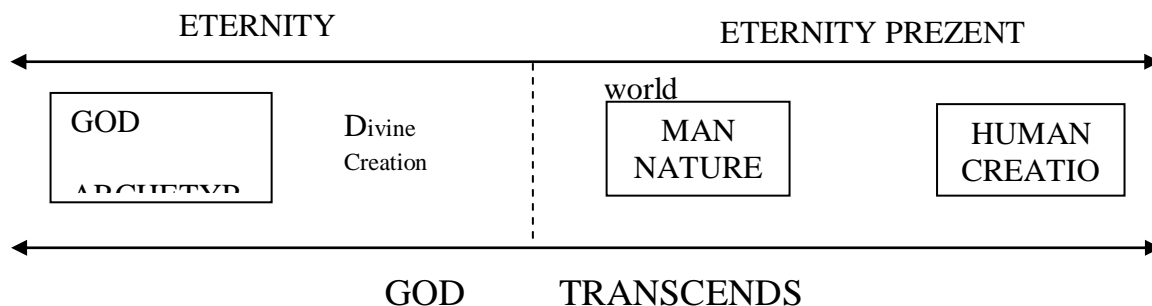 ETERNITY
ETERNITY PREZENT
GOD
Divine
Creation
world
MAN
NATURE
HUMAN
CREATIO
GOD TRANSCENDS